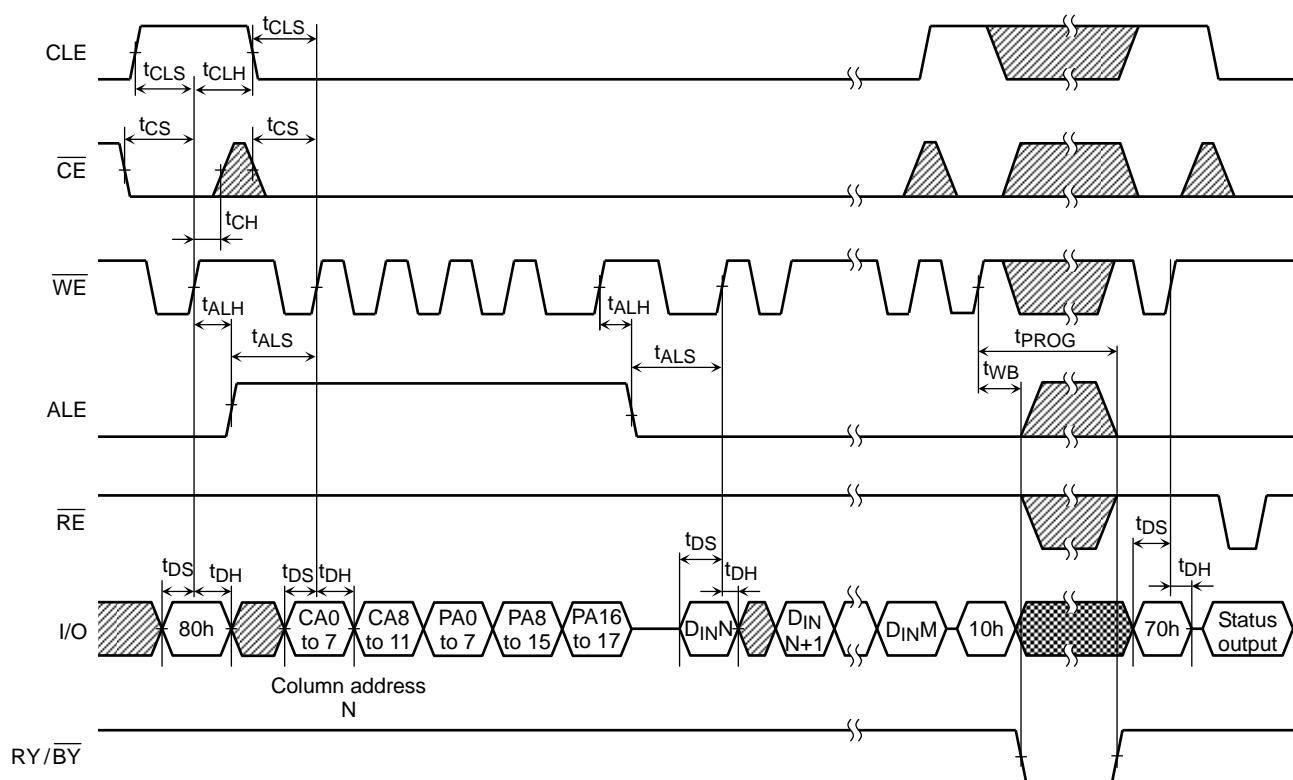 CLE
tCLS
tCLS
tCLH
CE
tCS
tCS
tCH
WE
tALH
tALH
tALS
tALS
tPROG
tWB
ALE
RE
tDS
tDH
tDS
tDH
tDS
tDH
tDS
tDH
I/O
80h
CA0
to 7
CA8
to 11
PA0
to 7
PA8
to 15
PA16
to 17
DINN
DIN
N+1
DINM
10h
70h
Status
output
Column address
N
RY/BY